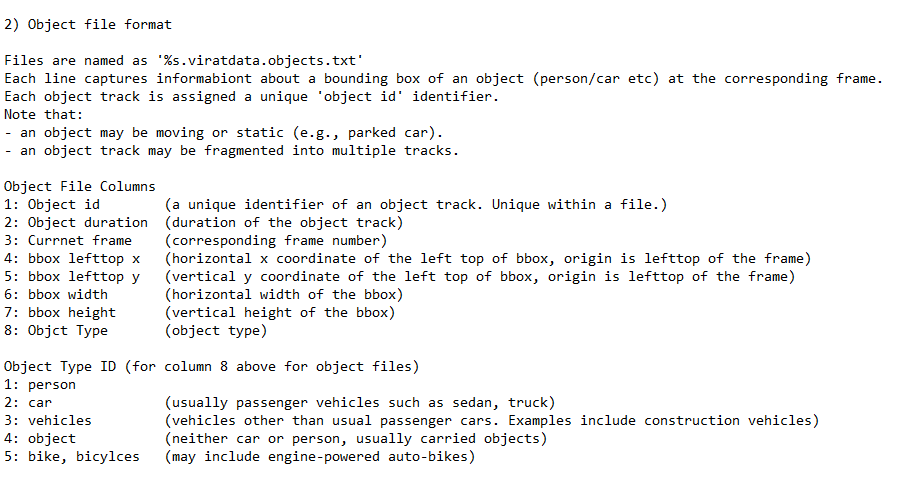 2) Object file format
Files are named as '%s.viratdata.objects.txt'
Each line captures informabiont about a bounding box of an object (person/car etc) at the corresponding frame.
Each object track is assigned a unique 'object id' identifier.
Note that:
- an object may be moving or static (e.g., parked car).
- an object track may be fragmented into multiple tracks.
Object File Columns
1: Object id (a unique identifier of an object track. Unique within a file.)
2: Object duration (duration of the object track)
3: Currnet frame (corresponding frame number)
4: bbox lefttop x (horizontal x coordinate of the left top of bbox, origin is lefttop of the frame)
5: bbox lefttop y (vertical y coordinate of the left top of bbox, origin is lefttop of the frame)
6: bbox width (horizontal width of the bbox)
7: bbox height (vertical height of the bbox)
8: Objct Type (object type)
Object Type ID (for column 8 above for object files)
1: person
2: car (usually passenger vehicles such as sedan, truck)
3: vehicles (vehicles other than usual passenger cars. Examples include construction vehicles)
4: object (neither car or person, usually carried objects)
5: bike, bicylces (may include engine-powered auto-bikes)